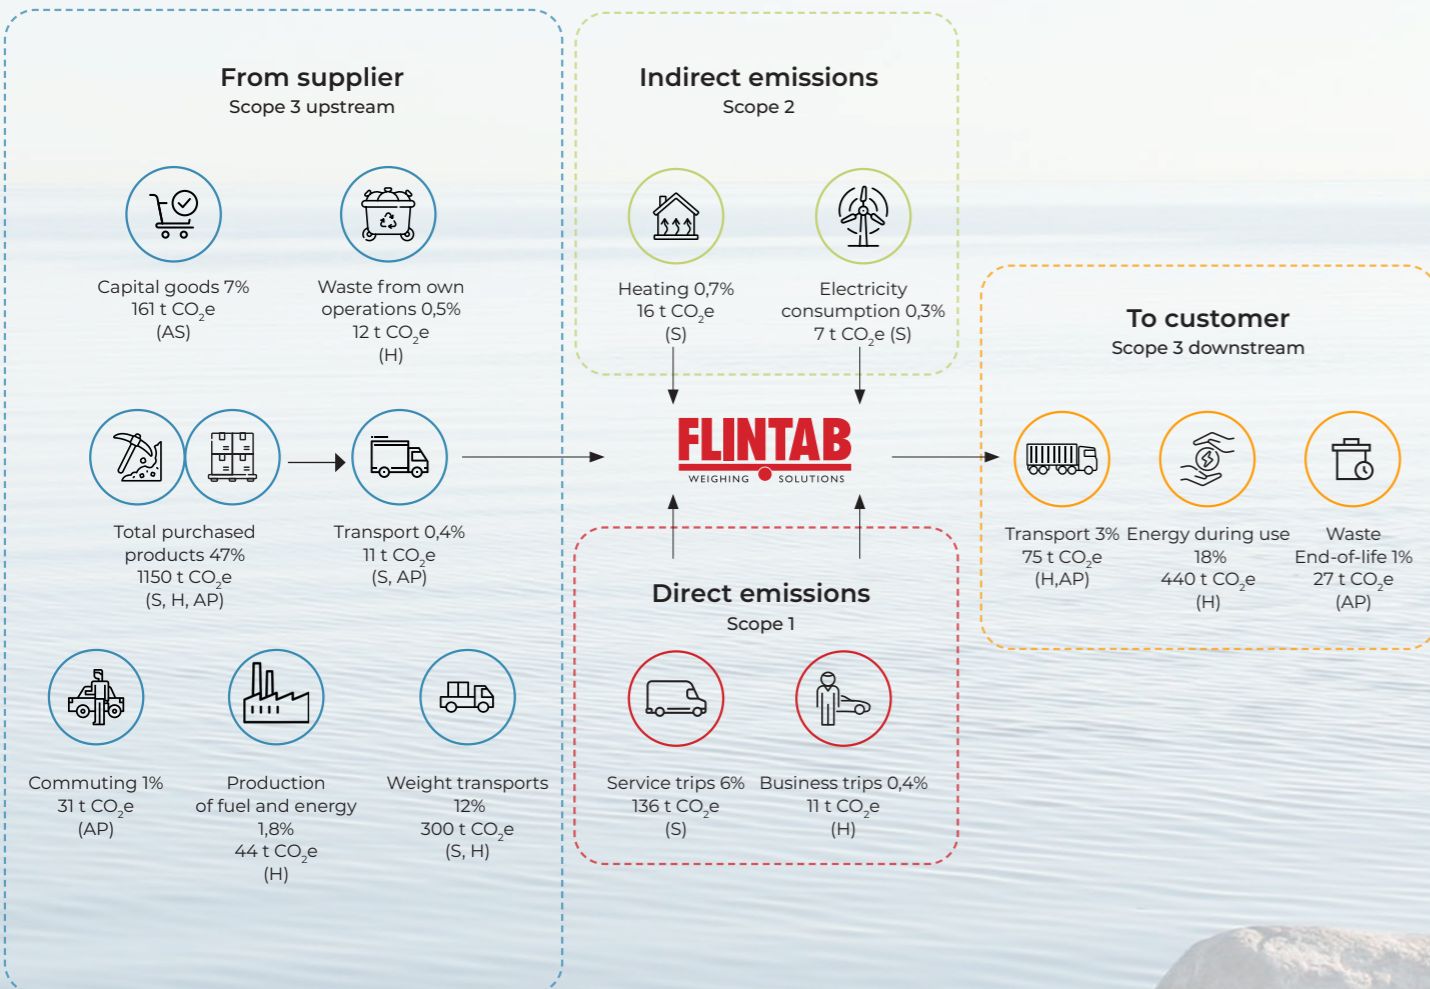 From supplier
Scope 3 upstream
Capital goods 7%
161 t CO₂e
(AS)
Waste from own
operations 0,5%
12 t CO₂e
(H)
Total purchased
products 47%
1150 t CO₂e
(S, H, AP)
Transport 0,4%
11 t CO₂e
(S, AP)
Commuting 1%
31 t CO₂e
(AP)
Production
of fuel and energy
1,8%
44 t CO₂e
(H)
Weight transports
12%
300 t CO₂e
(S, H)
Indirect emissions
Scope 2
Heating 0,7%
16 t CO₂e
(S)
Electricity
consumption 0,3%
7 t CO₂e (S)
FLINTAB
WEIGHING SOLUTIONS
Direct emissions
Scope 1
Service trips 6%
136 t CO₂e
(S)
Business trips 0,4%
11 t CO₂e
(H)
To customer
Scope 3 downstream
Transport 3%
75 t CO₂e
(H,AP)
Energy during use
18%
440 t CO₂e
(H)
Waste
End-of-life 1%
27 t CO₂e
(AP)